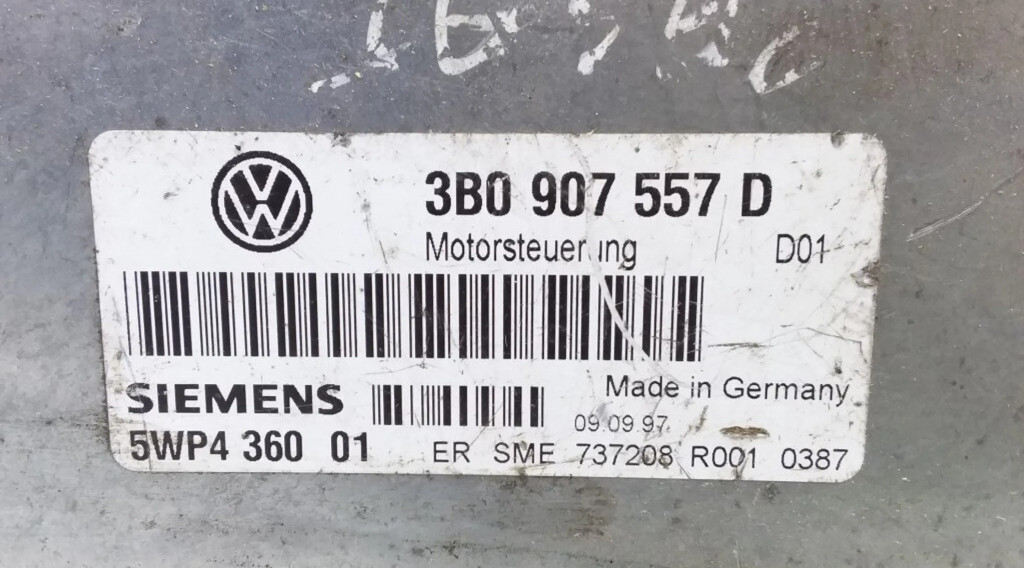 3B0 907 557 D
Motorsteuerung D01
SIEMENS
Made in Germany
09.09.97
5WP4 360 01 ER SME 737208 R001 0387